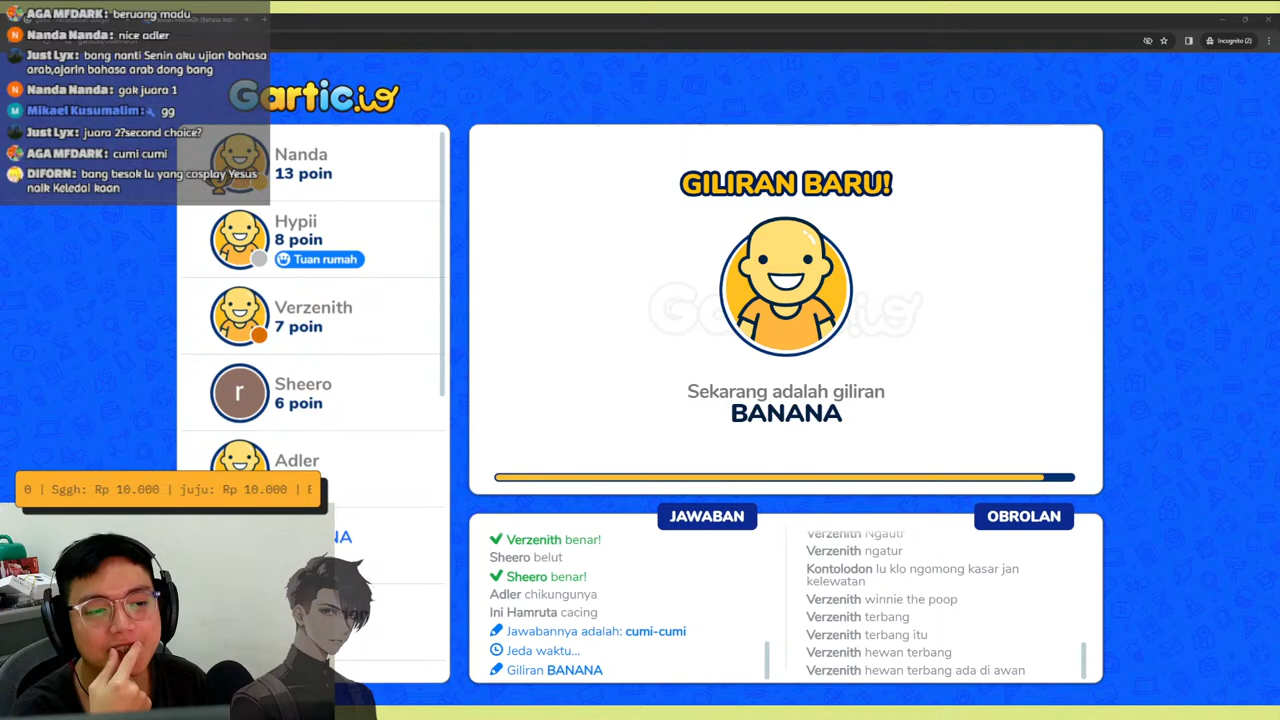 AGA MFDARK: beruang madu
Nanda Nanda: nice adler
Just Lyx: bang nanti Senin aku ujian bahasa
arab,ajarin bahasa arab dong bang
Nanda Nanda: gak juara 1
Mikael Kusumalim: gg
Just Lyx: juara 2?second choice?
AGA MFDARK: cumi cumi
DIFORN: bang besok lu yang cosplay Yesus
naik Keledai kaan
Incognito (2)
Gartic.io
Nanda
13 poin
Hypii
8 poin
Tuan rumah
Verzenith
7 poin
r
Sheero
6 poin
Adler
0 | Sggh: Rp 10.000 | juju: Rp 10.000 |
NA
GILIRAN BARU!
Sekarang adalah giliran
BANANA
JAWABAN
Verzenith benar!
Sheero belut
Sheero benar!
Adler chikungunya
Ini Hamruta cacing
Jawabannya adalah: cumi-cumi
Jeda waktu...
Giliran BANANA
OBROLAN
Verzenith
Verzenith ngatur
Kontolodon lu klo ngomong kasar jan
kelewatan
Verzenith winnie the poop
Verzenith terbang
Verzenith terbang itu
Verzenith hewan terbang
Verzenith hewan terbang ada di awan